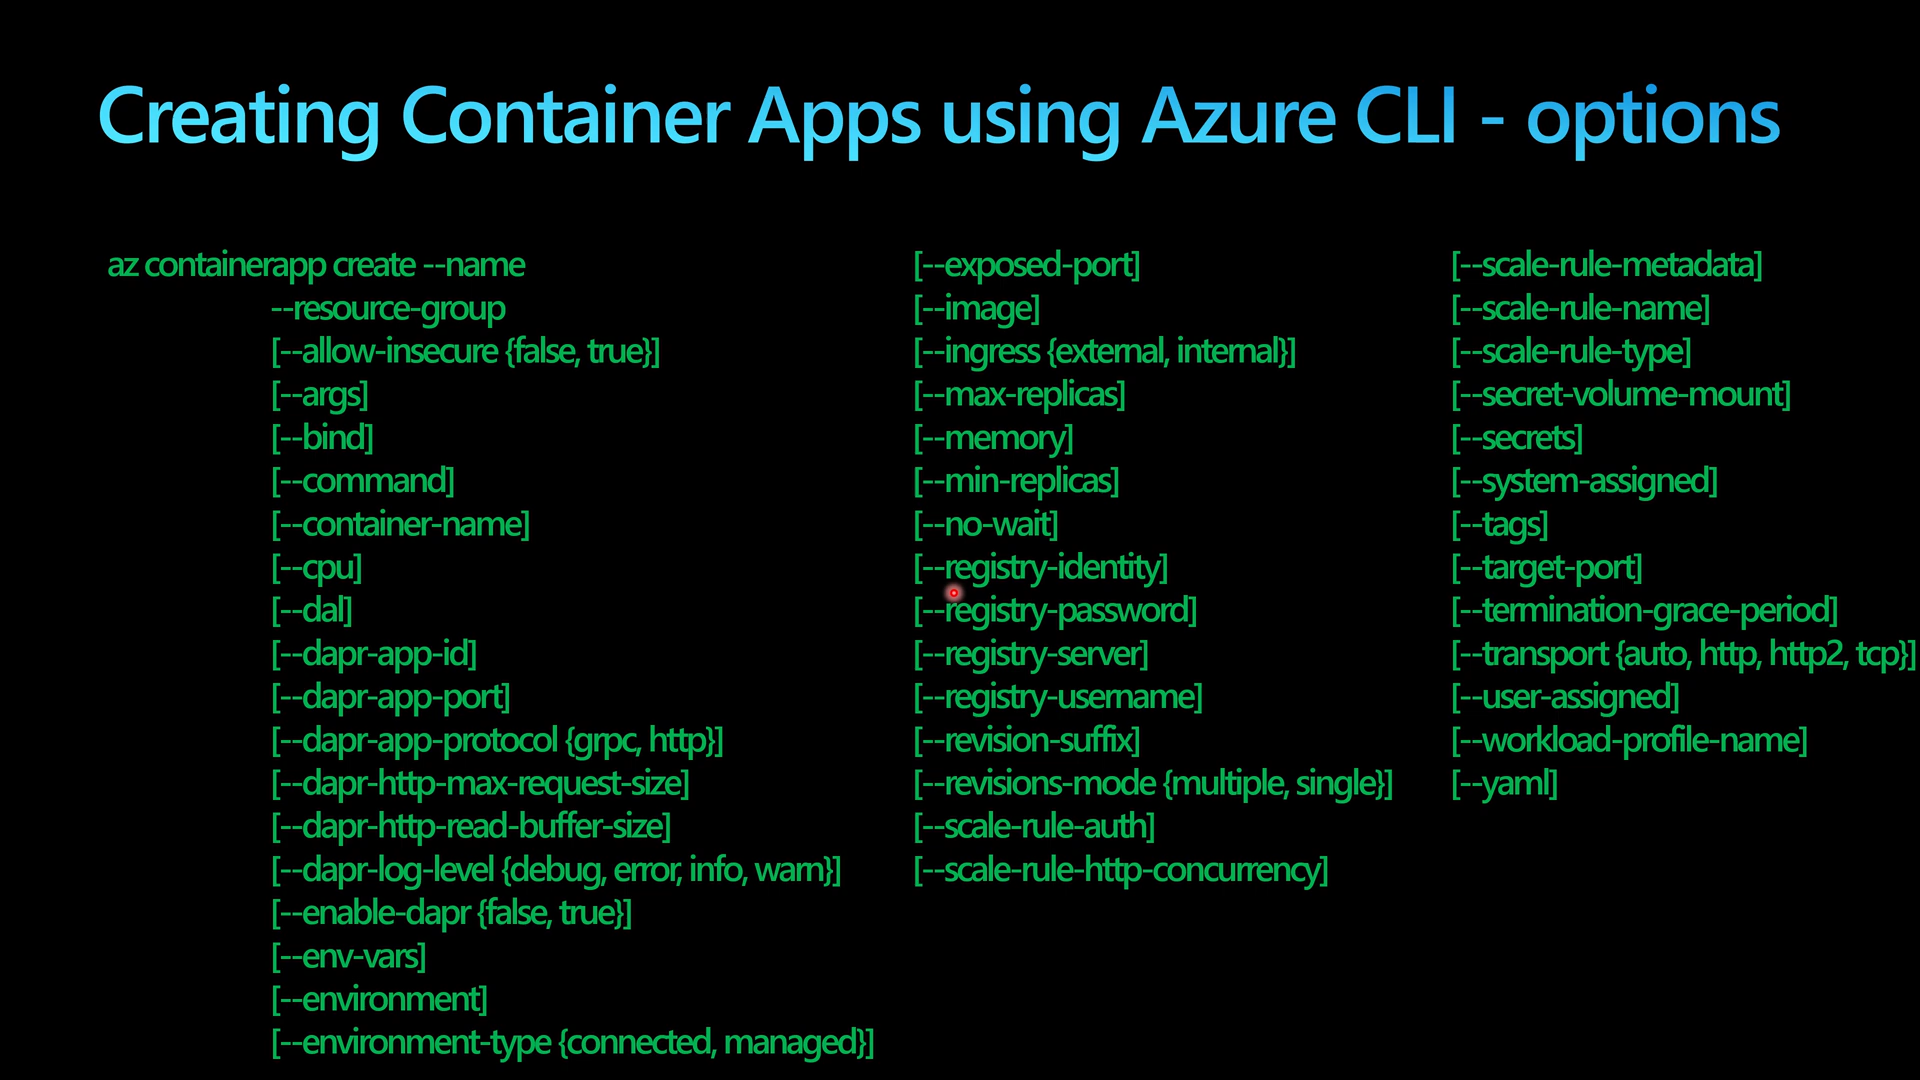 Creating Container Apps using Azure CLI - options
az containerapp create --name
--resource-group
[--allow-insecure {false, true}]
[--args]
[--bind]
[--command]
[--container-name]
[--cpu]
[--dal]
[--dapr-app-id]
[--dapr-app-port]
[--dapr-app-protocol {grpc, http}]
[--dapr-http-max-request-size]
[--dapr-http-read-buffer-size]
[--dapr-log-level {debug, error, info, warn}]
[--enable-dapr {false, true}]
[--env-vars]
[--environment]
[--environment-type {connected, managed}]
[--exposed-port]
[--image]
[--ingress {external, internal}]
[--max-replicas]
[--memory]
[--min-replicas]
[--no-wait]
[--registry-identity]
[--registry-password]
[--registry-server]
[--registry-username]
[--revision-suffix]
[--revisions-mode {multiple, single}]
[--scale-rule-auth]
[--scale-rule-http-concurrency]
[--scale-rule-metadata]
[--scale-rule-name]
[--scale-rule-type]
[--secret-volume-mount]
[--secrets]
[--system-assigned]
[--tags]
[--target-port]
[--termination-grace-period]
[--transport {auto, http, http2, tcp}]
[--user-assigned]
[--workload-profile-name]
[--yaml]